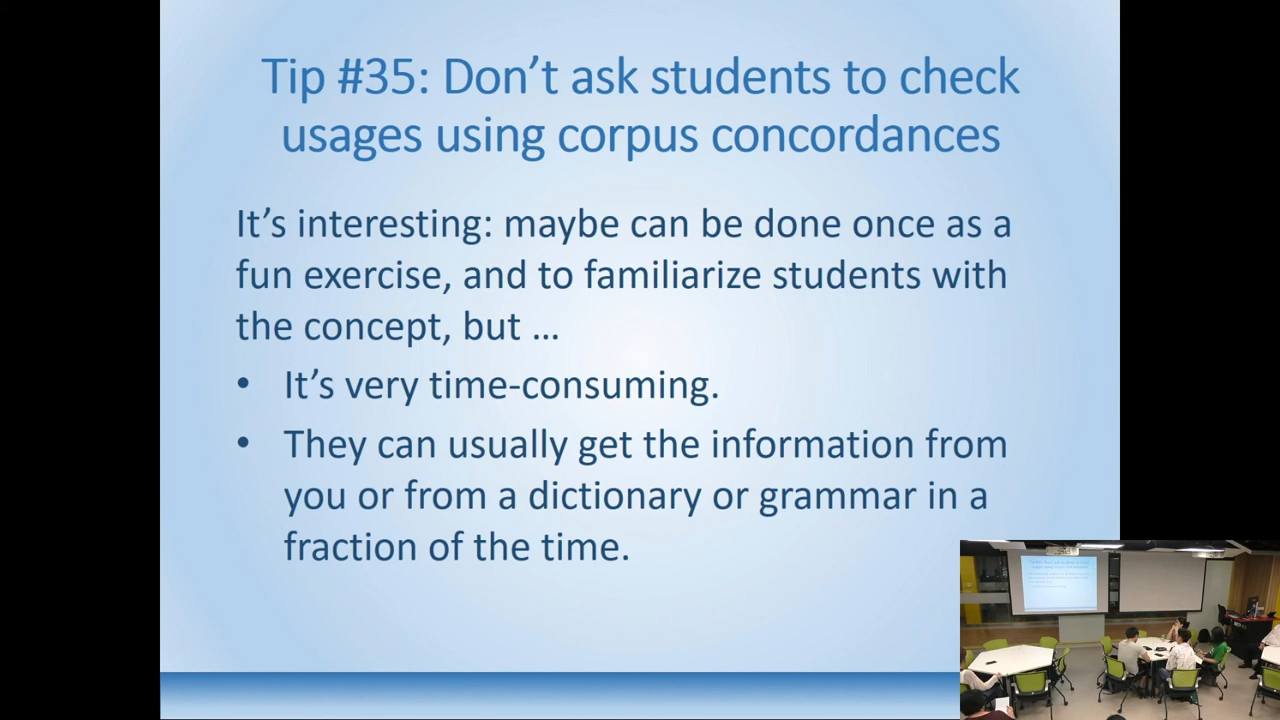 Tip #35: Don’t ask students to check
usages using corpus concordances
It’s interesting: maybe can be done once as a
fun exercise, and to familiarize students with
the concept, but …
• It’s very time-consuming.
• They can usually get the information from
you or from a dictionary or grammar in a
fraction of the time.